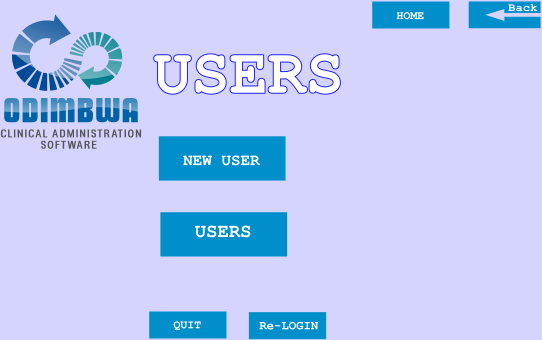 HOME
Back
USERS
ODIMBWA
CLINICAL ADMINISTRATION
SOFTWARE
NEW USER
USERS
QUIT
Re-LOGIN